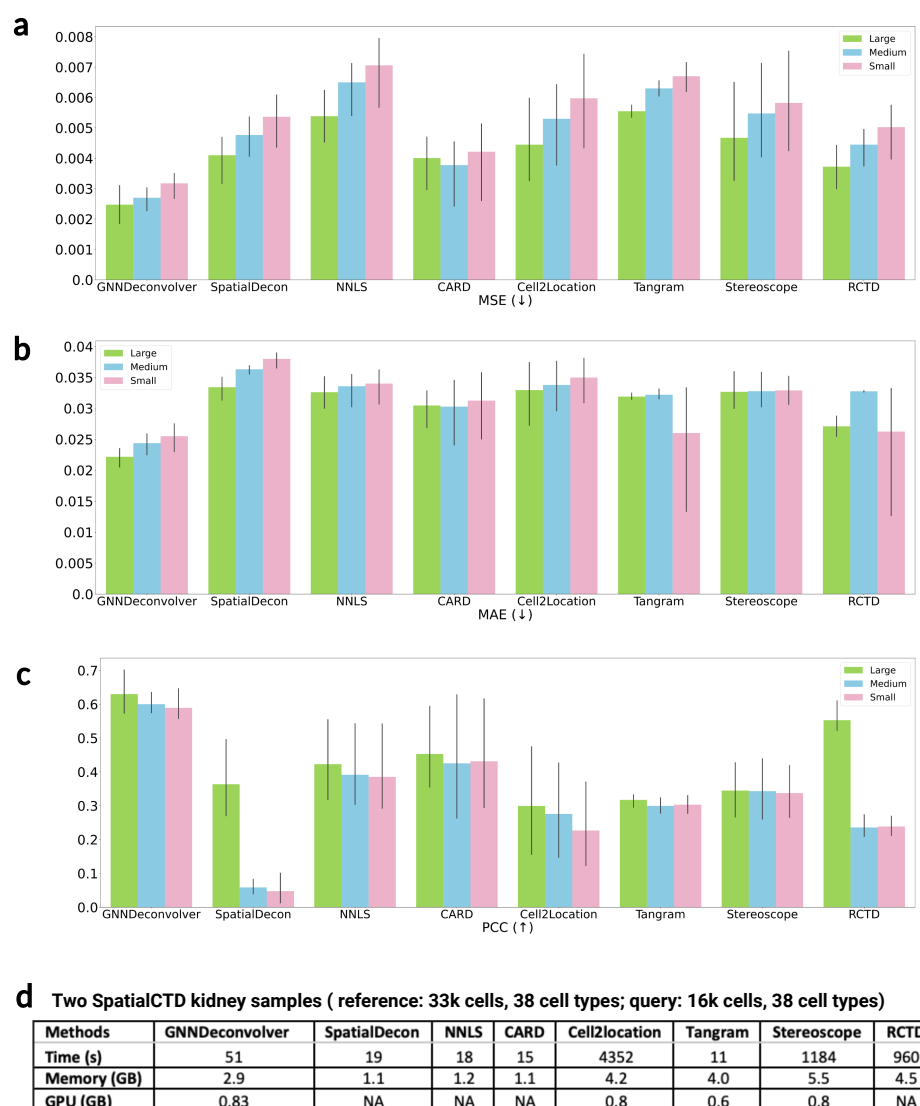 a
0.008
0.007
0.006
0.005
0.004
0.003
0.002
0.001
0.0
Large
Medium
Small
GNNDeconvolver SpatialDecon NNLS CARD Cell2Location Tangram Stereoscope RCTD
MSE (↓)
b
0.04
0.035
0.03
0.025
0.02
0.015
0.01
0.005
0.0
Large
Medium
Small
GNNDeconvolver SpatialDecon NNLS CARD Cell2Location Tangram Stereoscope RCTD
MAE (↓)
c
0.7
0.6
0.5
0.4
0.3
0.2
0.1
0.0
Large
Medium
Small
GNNDeconvolver SpatialDecon NNLS CARD Cell2Location Tangram Stereoscope RCTD
PCC (↑)
d Two SpatialCTD kidney samples ( reference: 33k cells, 38 cell types; query: 16k cells, 38 cell types)
Methods GNNDeconvolver SpatialDecon NNLS CARD Cell2location Tangram Stereoscope RCTD
Time (s) 51 19 18 15 4352 11 1184 960
Memory (GB) 2.9 1.1 1.2 1.1 4.2 4.0 5.5 4.5
GPU (GB) 0.83 NA NA NA 0.8 0.6 0.8 NA